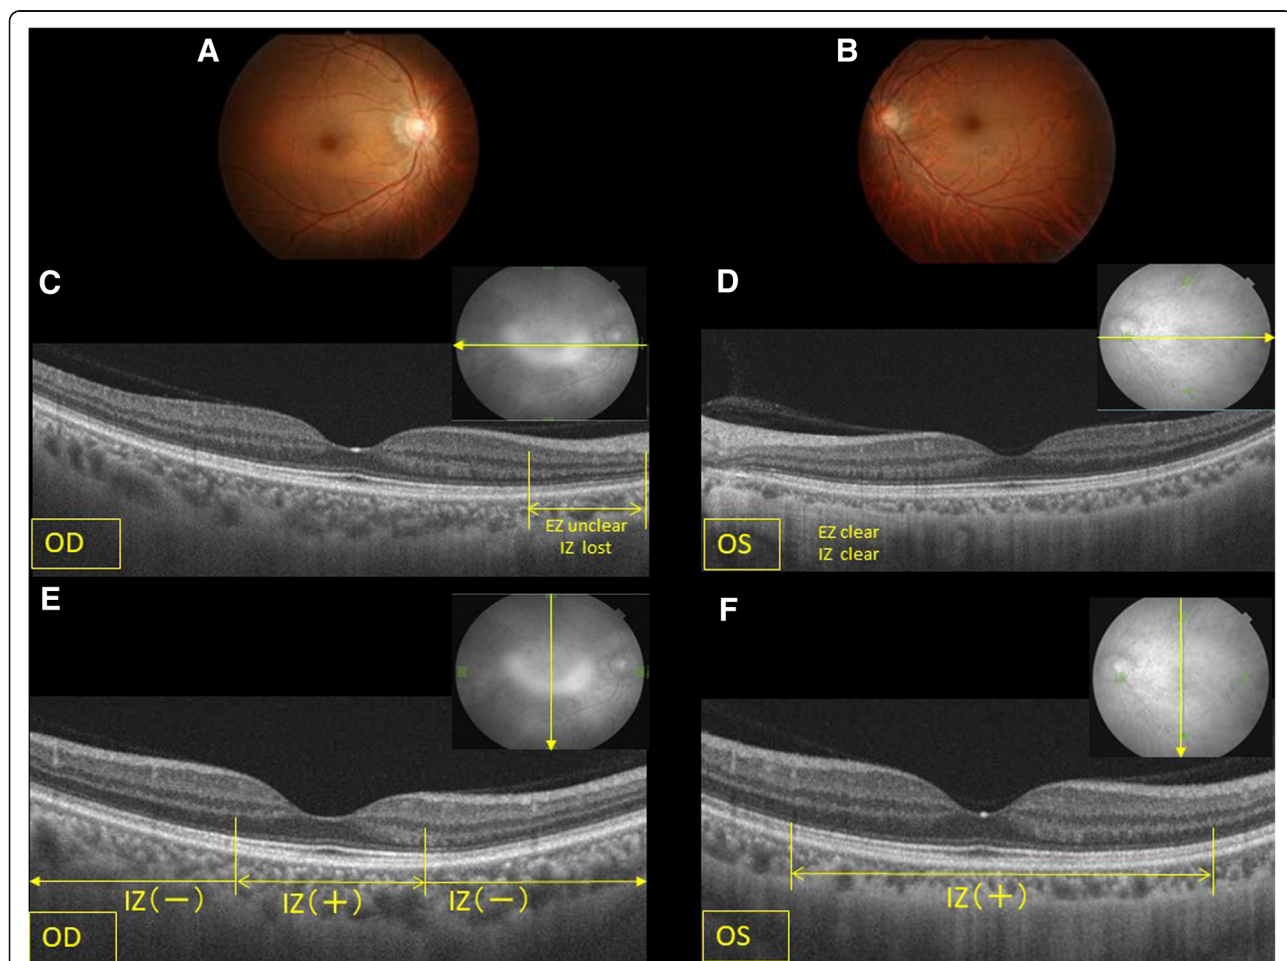 A
B
C
D
EZ unclear
IZ lost
OD
EZ clear
IZ clear
OS
E
F
IZ(−)
IZ(+)
IZ(−)
OD
IZ(+)
OS